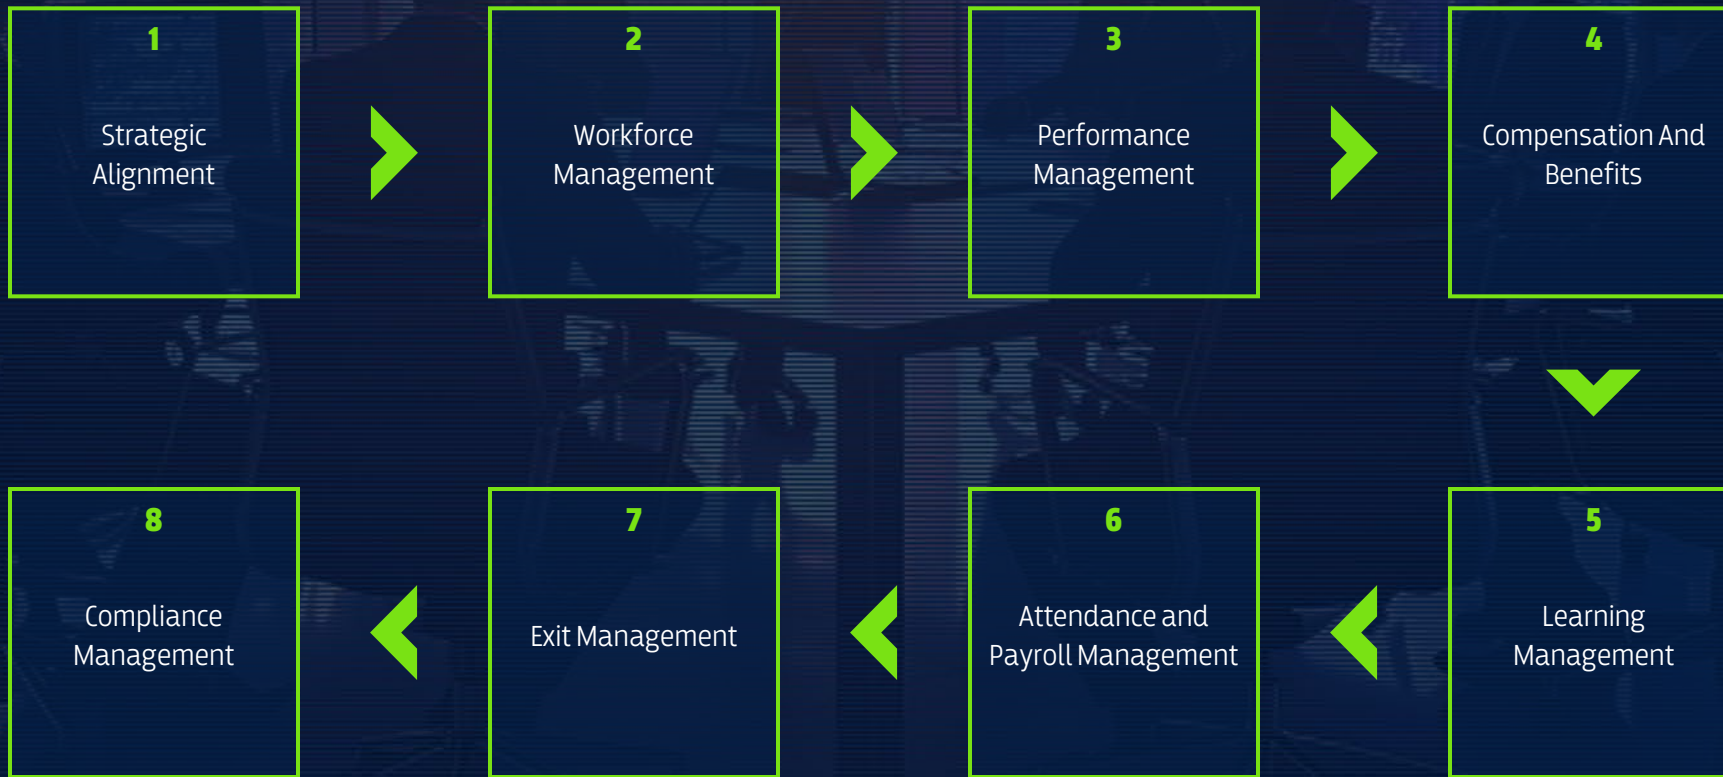 1
Strategic
Alignment
2
Workforce
Management
3
Performance
Management
4
Compensation And
Benefits
5
Learning
Management
6
Attendance and
Payroll Management
7
Exit Management
8
Compliance
Management